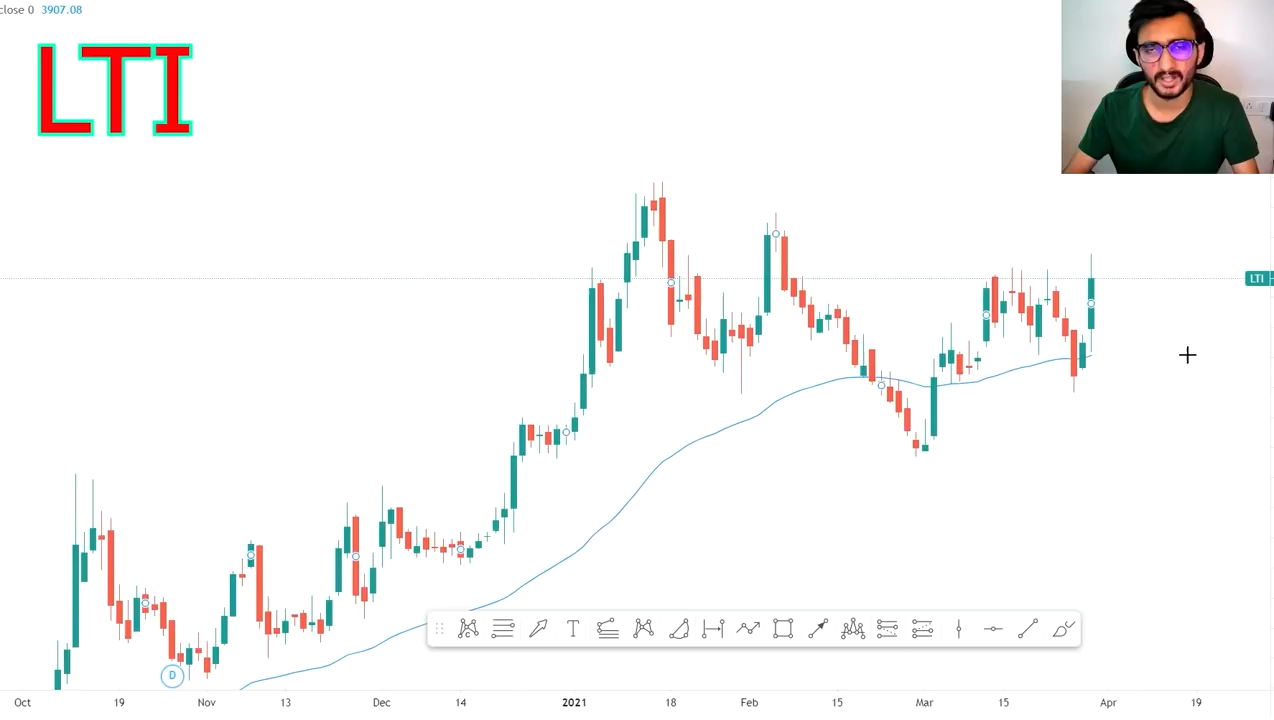 close 0 3907.08
LTI
LTI
T
C
D
Oct 19 Nov 13 Dec 14 2021 18 Feb 15 Mar 15 Apr 19